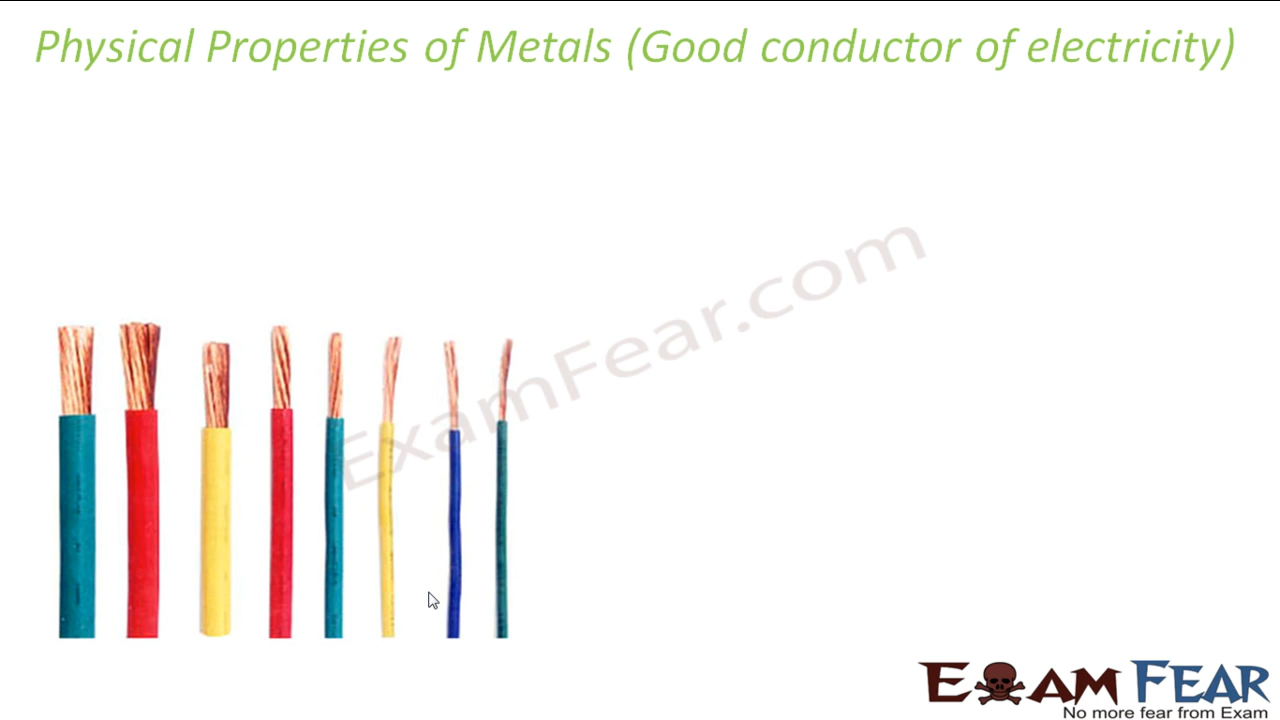 Physical Properties of Metals (Good conductor of electricity)
ExamFear.com
EXAM FEAR
No more fear from Exam